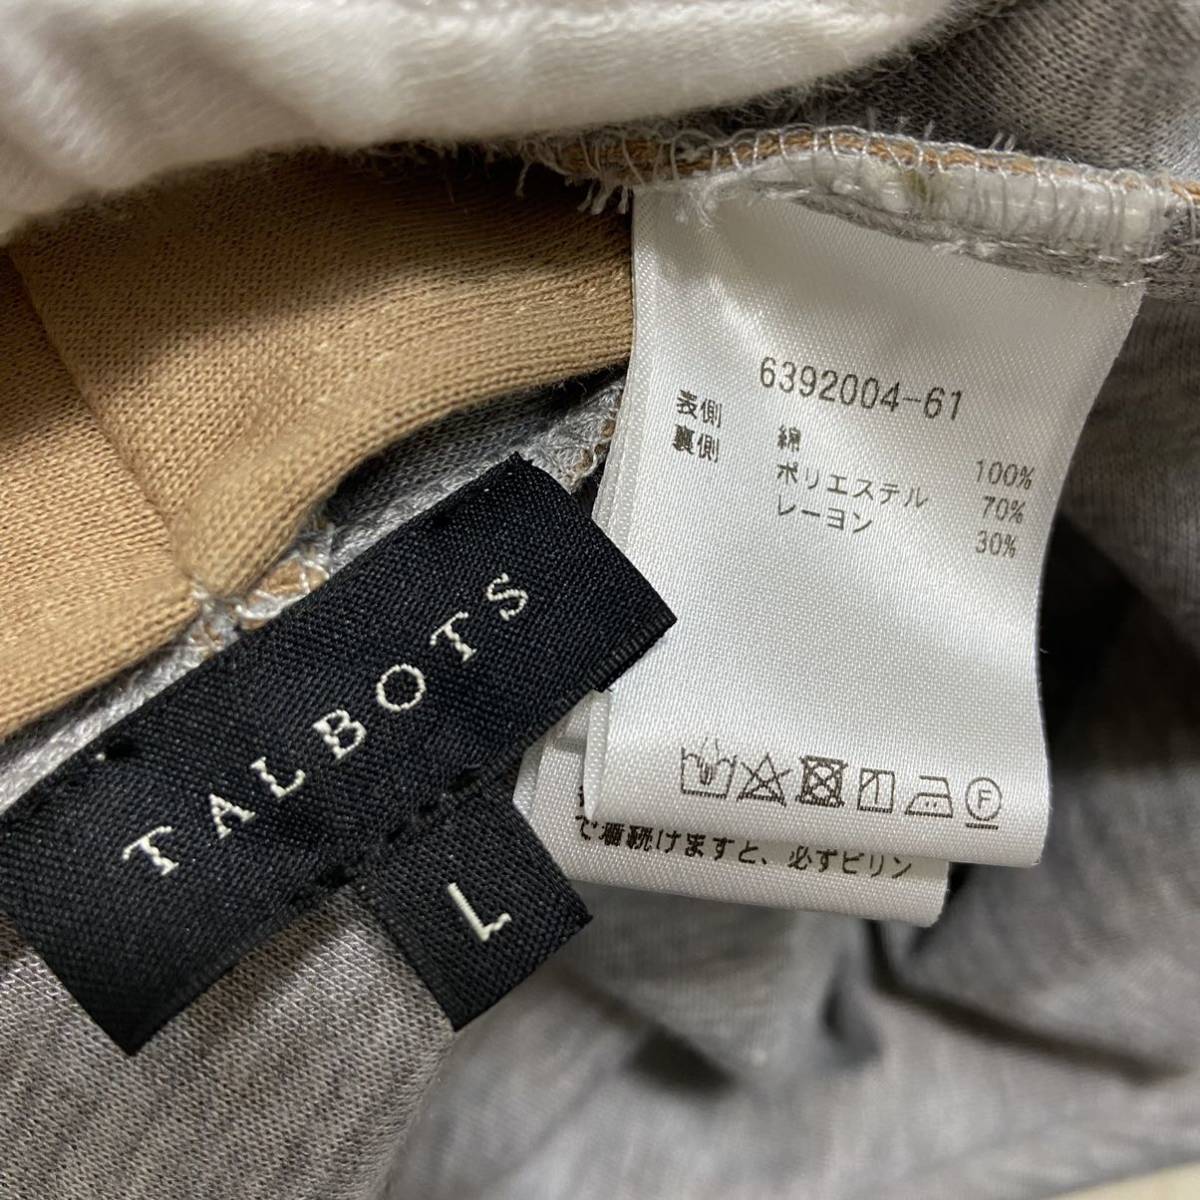 6392004-61
表側 綿 100%
裏側 ポリエステル 70%
レーヨン 30%
F
で着続けますと、必ずピリン
TALBOTS
L